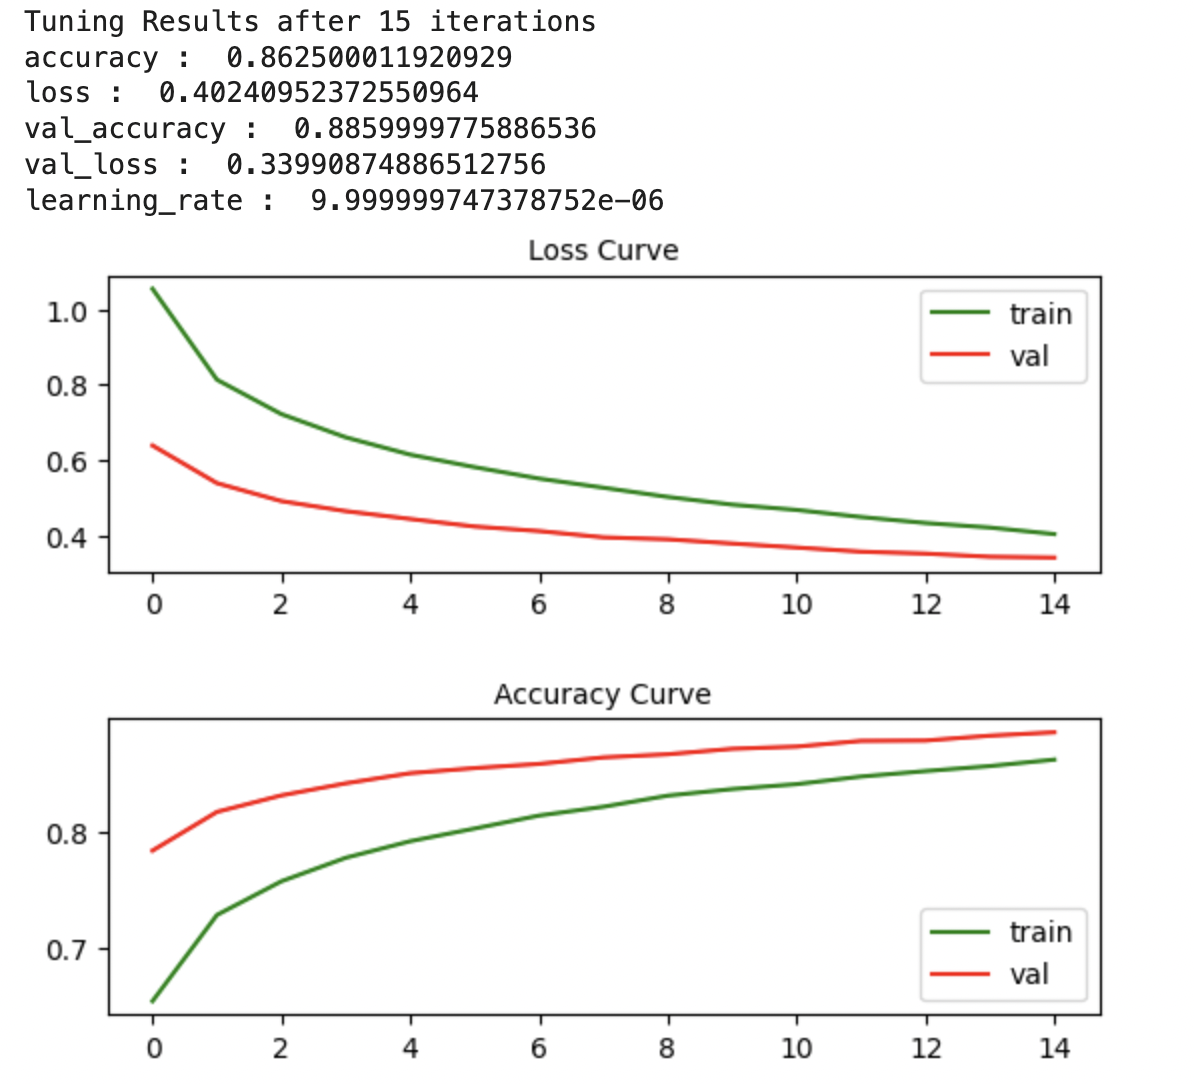 Tuning Results after 15 iterations
accuracy :  0.862500011920929
loss :  0.40240952372550964
val_accuracy :  0.8859999775886536
val_loss :  0.33990874886512756
learning_rate :  9.999999747378752e-06
Loss Curve
1.0
0.8
0.6
0.4
train
val
0 2 4 6 8 10 12 14
Accuracy Curve
0.8
0.7
train
val
0 2 4 6 8 10 12 14